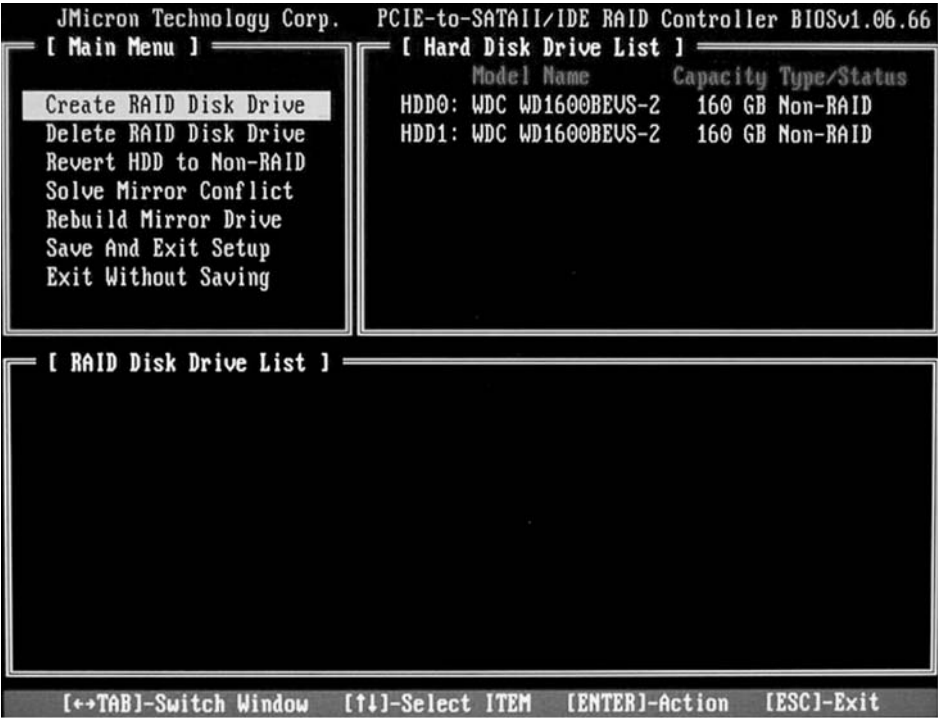 JMicron Technology Corp. PCIE-to-SATAII/IDE RAID Controller BIOSv1.06.66
[ Main Menu ]
Create RAID Disk Drive
Delete RAID Disk Drive
Revert HDD to Non-RAID
Solve Mirror Conflict
Rebuild Mirror Drive
Save And Exit Setup
Exit Without Saving
[ Hard Disk Drive List ]
Model Name Capacity Type/Status
HDD0: WDC WD1600BEVS-2 160 GB Non-RAID
HDD1: WDC WD1600BEVS-2 160 GB Non-RAID
[ RAID Disk Drive List ]
[↔TAB]-Switch Window [↑↓]-Select ITEM [ENTER]-Action [ESC]-Exit